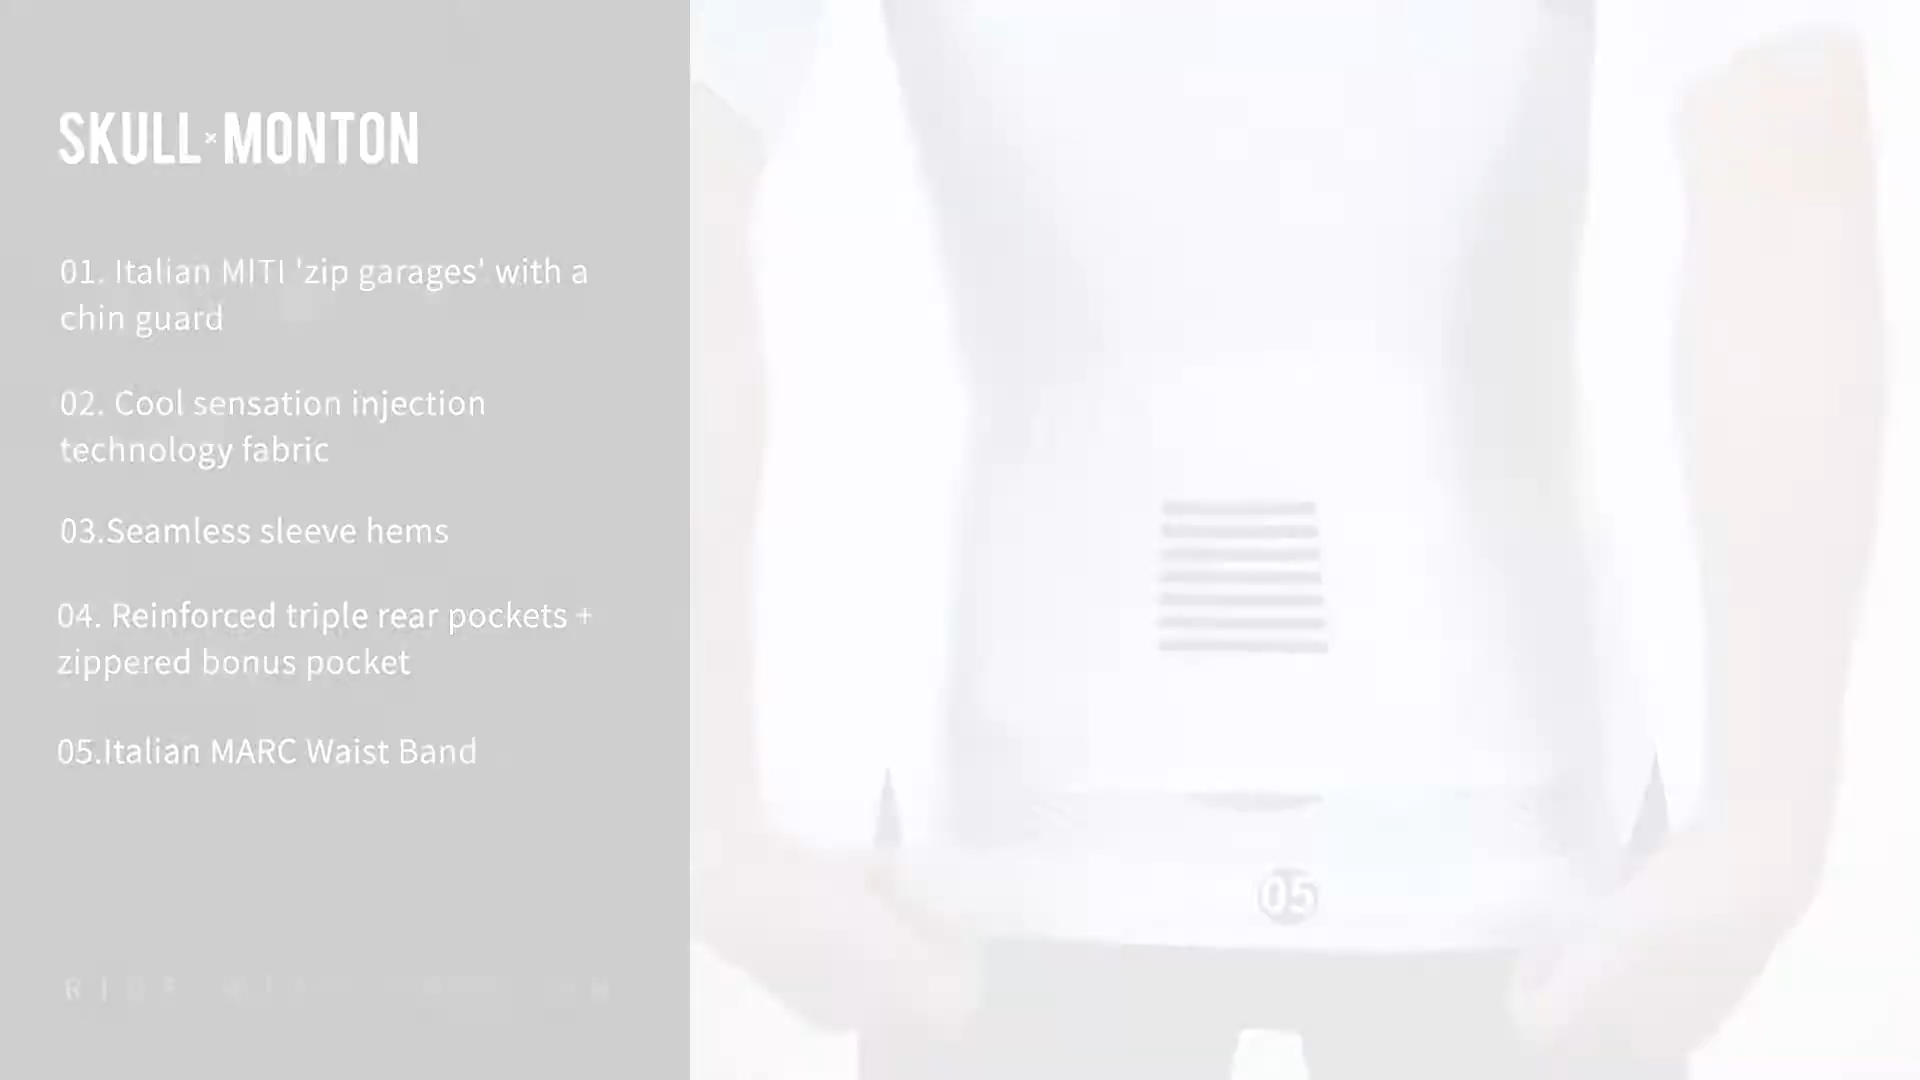 SKULL×MONTON
01. Italian MITI 'zip garages' with a
chin guard
02. Cool sensation injection
technology fabric
03.Seamless sleeve hems
04. Reinforced triple rear pockets +
zippered bonus pocket
05.Italian MARC Waist Band
05
RIDE